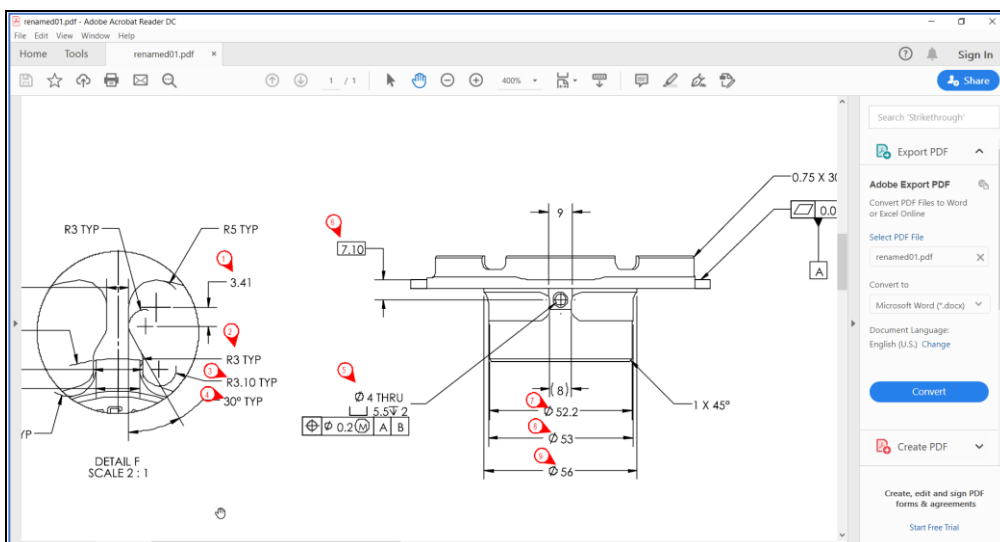 renamed01.pdf - Adobe Acrobat Reader DC
File Edit View Window Help
Home Tools renamed01.pdf × Sign In
1 / 1 400% Share
Search 'Strikethrough'
Export PDF
Adobe Export PDF
Convert PDF Files to Word
or Excel Online
Select PDF File
renamed01.pdf
Convert to
Microsoft Word (*.docx)
Document Language:
English (U.S.) Change
Convert
Create PDF
Create, edit and sign PDF
forms & agreements
Start Free Trial
R3 TYP
R5 TYP
1
3.41
2
R3 TYP
3
R3.10 TYP
4
30° TYP
YP
DETAIL F
SCALE 2 : 1
6
7.10
9
0.75 X 30
0.0
A
5
Ø 4 THRU
⌴ 5.5↧ 2
⌖ Ø 0.2Ⓜ A B
(8)
7
Ø 52.2
8
Ø 53
9
Ø 56
1 X 45°